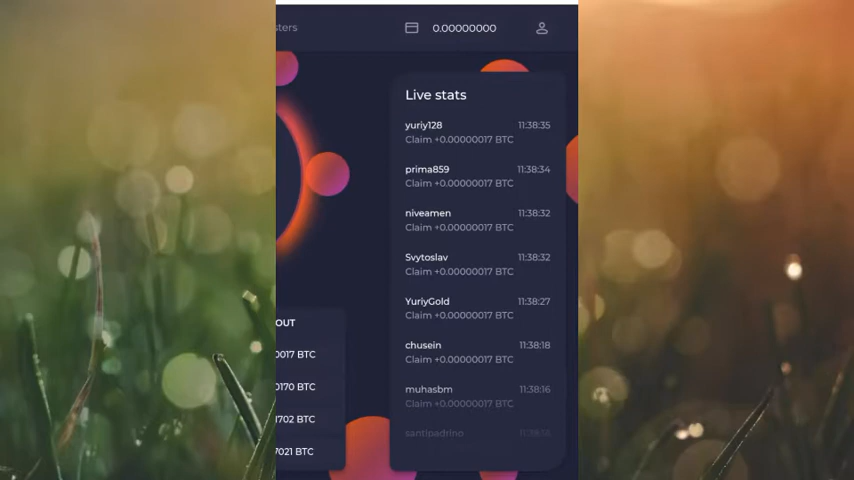 sters
0.00000000
Live stats
yuriy128 11:38:35
Claim +0.00000017 BTC
prima859 11:38:34
Claim +0.00000017 BTC
niveamen 11:38:32
Claim +0.00000017 BTC
Svytoslav 11:38:32
Claim +0.00000017 BTC
YuriyGold 11:38:27
Claim +0.00000017 BTC
chusein 11:38:18
Claim +0.00000017 BTC
muhasbm 11:38:16
Claim +0.00000017 BTC
santipadrino
OUT
0017 BTC
0170 BTC
1702 BTC
7021 BTC